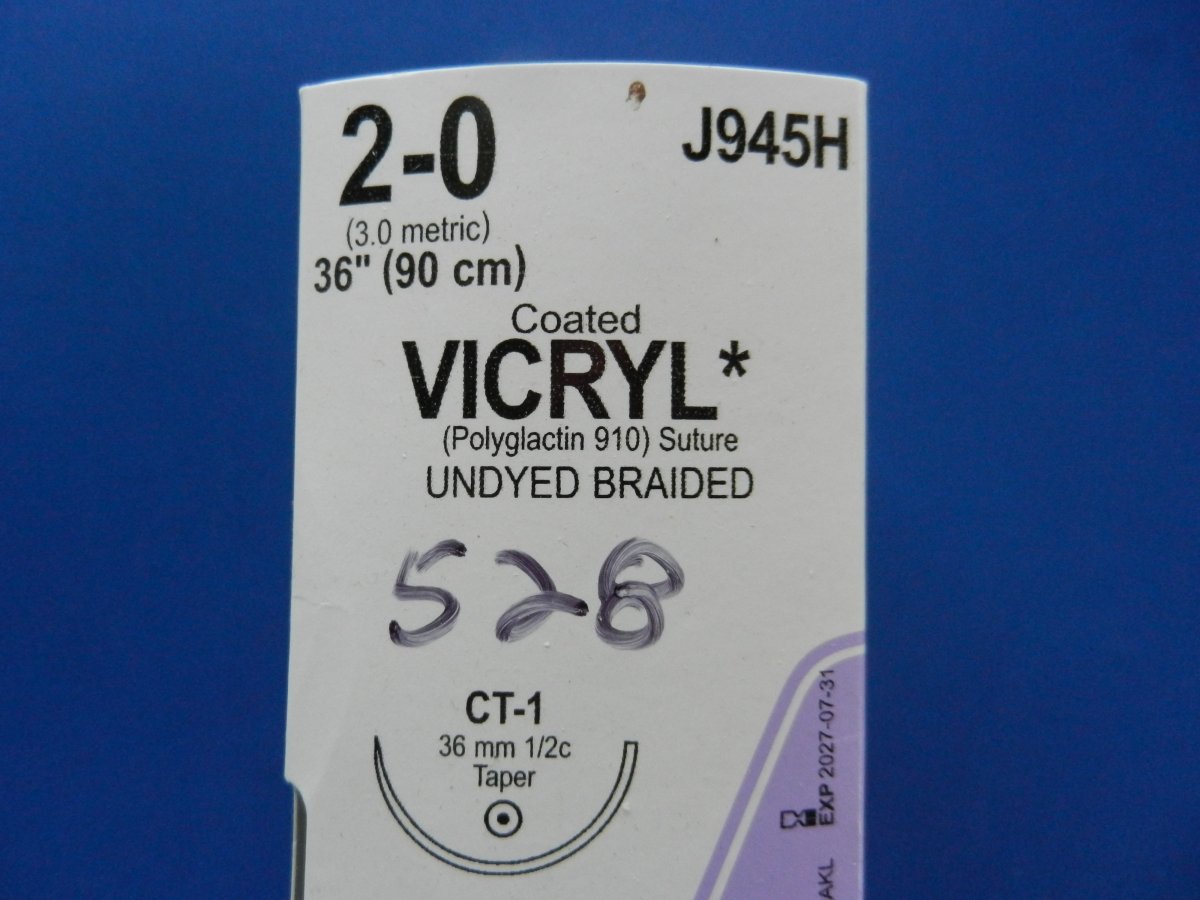 2-0
J945H
(3.0 metric)
36" (90 cm)
Coated
VICRYL*
(Polyglactin 910) Suture
UNDYED BRAIDED
528
CT-1
36 mm 1/2c
Taper
EXP 2027-07-31
AKL